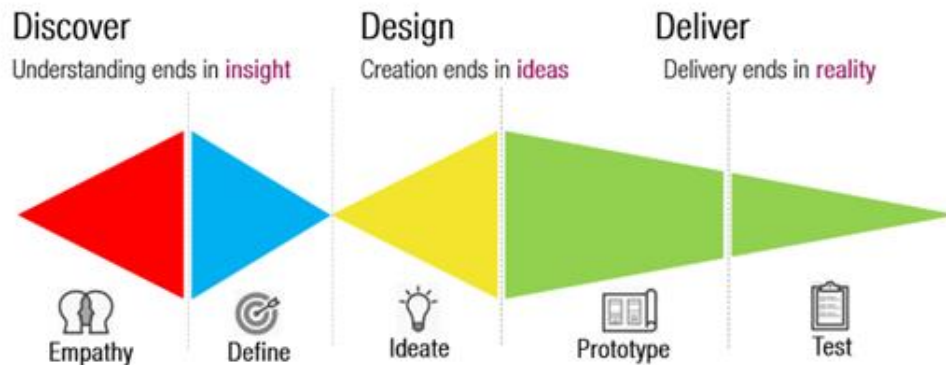 Discover
Understanding ends in insight
Design
Creation ends in ideas
Deliver
Delivery ends in reality
Empathy
Define
Ideate
Prototype
Test